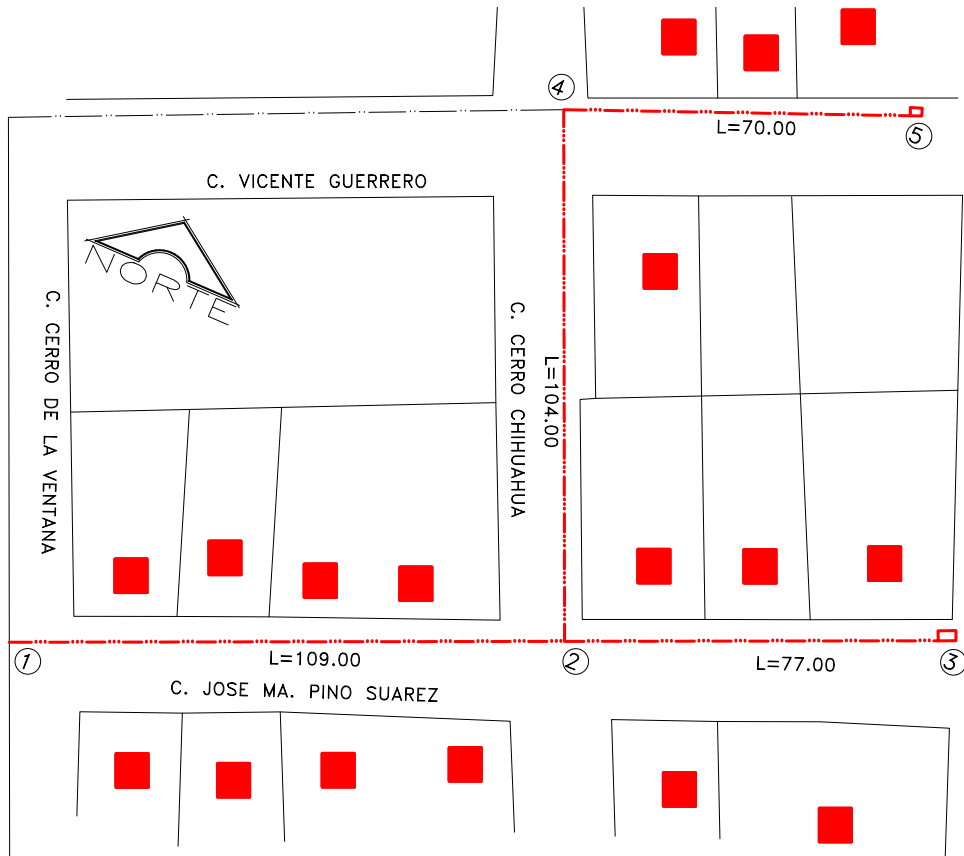 4
5
L=70.00
C. VICENTE GUERRERO
NORTE
C. CERRO DE LA VENTANA
C. CERRO CHIHUAHUA
L=104.00
1
L=109.00
2
L=77.00
3
C. JOSE MA. PINO SUAREZ